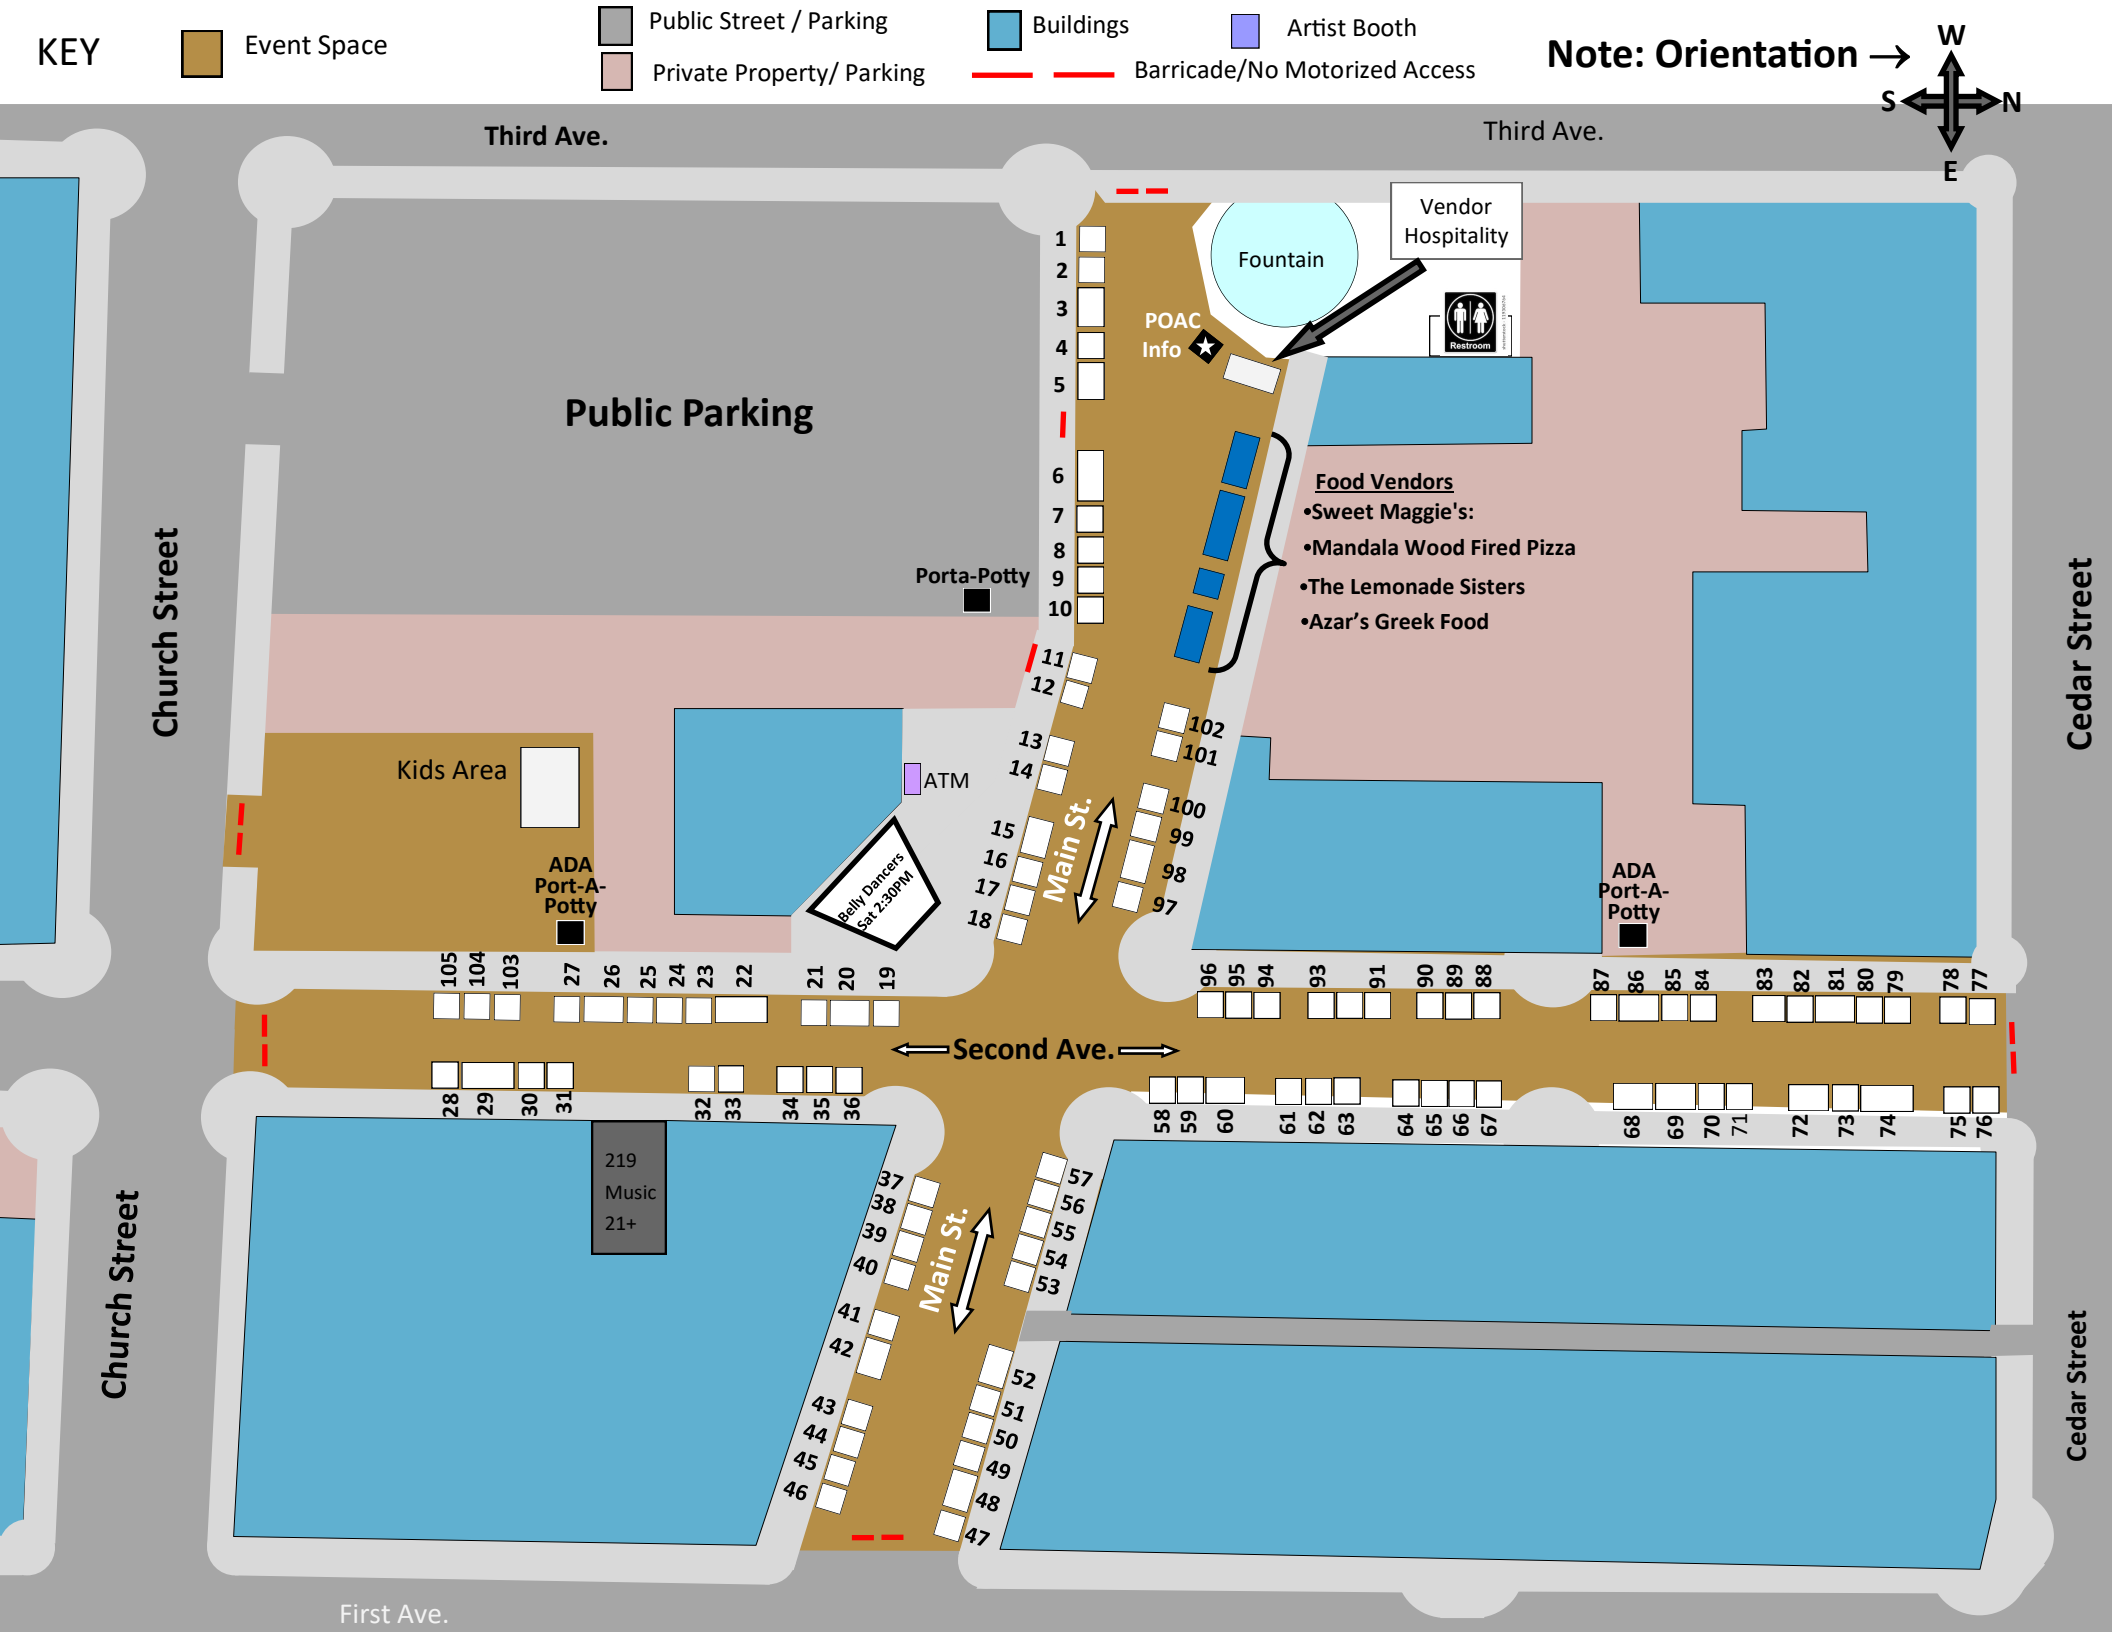 KEY
Event Space
Public Street / Parking
Private Property/ Parking
Buildings
Artist Booth
Barricade/No Motorized Access
Note: Orientation →
W
S
N
E
Third Ave.
Third Ave.
Vendor
Hospitality
Fountain
Restroom
POAC
Info
1
2
3
4
5
6
7
8
9
10
11
12
13
14
15
16
17
18
Public Parking
Porta-Potty
Food Vendors
•Sweet Maggie's:
•Mandala Wood Fired Pizza
•The Lemonade Sisters
•Azar's Greek Food
Church Street
Cedar Street
102
101
100
99
98
97
Main St.
Kids Area
ATM
Belly Dancers
Sat 2:30PM
ADA
Port-A-
Potty
ADA
Port-A-
Potty
105
104
103
27
26
25
24
23
22
21
20
19
96
95
94
93
91
90
89
88
87
86
85
84
83
82
81
80
79
78
77
Second Ave.
28
29
30
31
32
33
34
35
36
58
59
60
61
62
63
64
65
66
67
68
69
70
71
72
73
74
75
76
219
Music
21+
37
38
39
40
41
42
43
44
45
46
Main St.
57
56
55
54
53
52
51
50
49
48
47
Church Street
Cedar Street
First Ave.